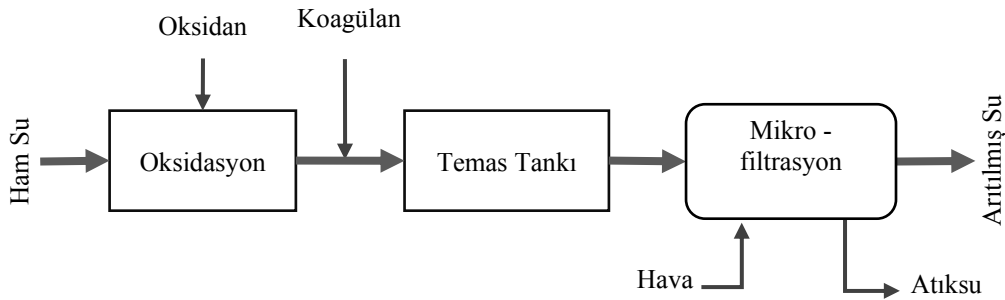 Oksidan
Koagülan
Ham Su
Oksidasyon
Temas Tankı
Mikro -
filtrasyon
Arıtılmış Su
Hava
Atıksu